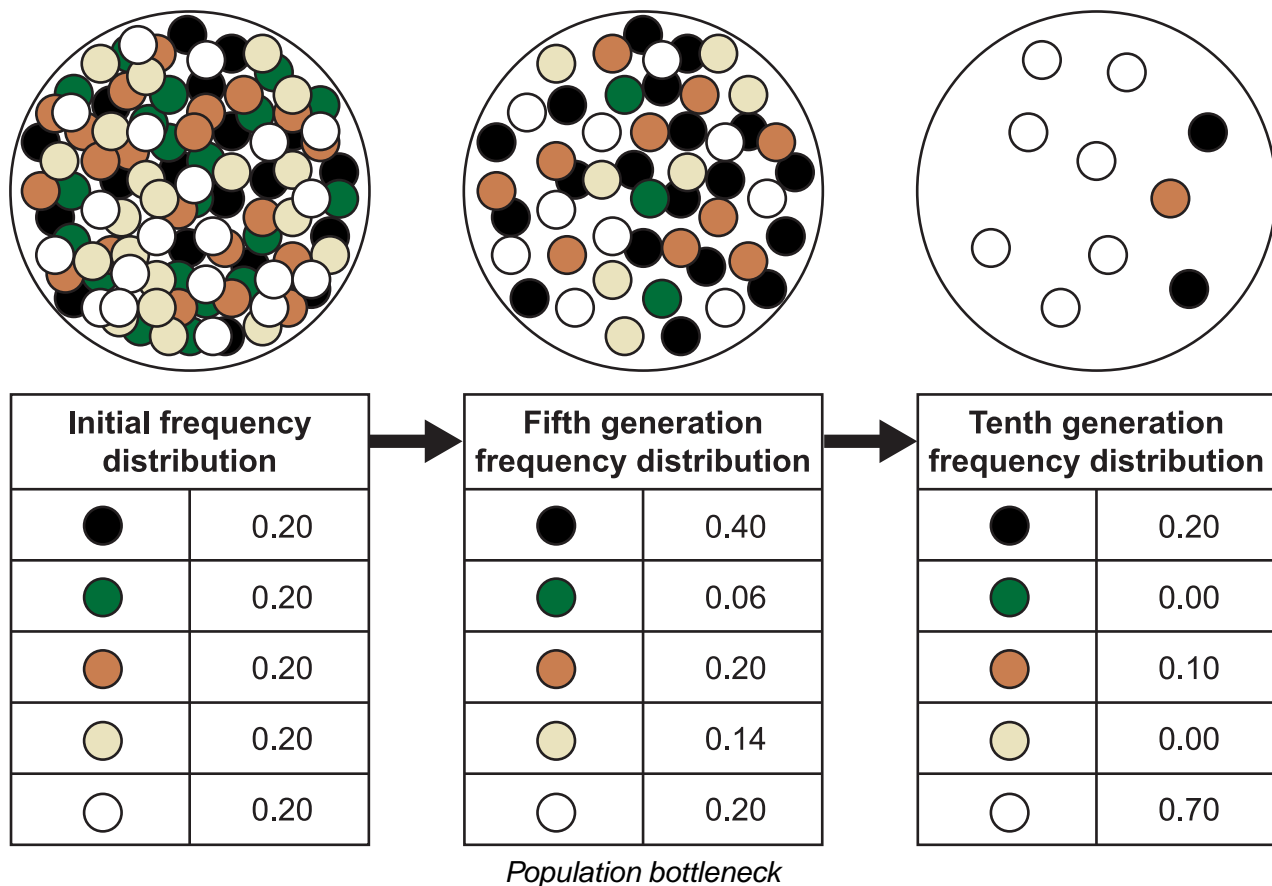 Initial frequency
distribution
0.20
0.20
0.20
0.20
0.20
Fifth generation
frequency distribution
0.40
0.06
0.20
0.14
0.20
Tenth generation
frequency distribution
0.20
0.00
0.10
0.00
0.70
Population bottleneck